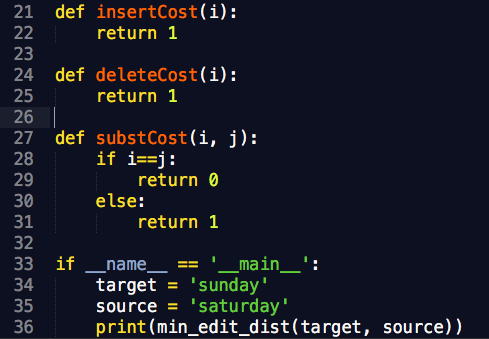 21 def insertCost(i):
22     return 1
23
24 def deleteCost(i):
25     return 1
26
27 def substCost(i, j):
28     if i==j:
29         return 0
30     else:
31         return 1
32
33 if __name__ == '__main__':
34     target = 'sunday'
35     source = 'saturday'
36     print(min_edit_dist(target, source))